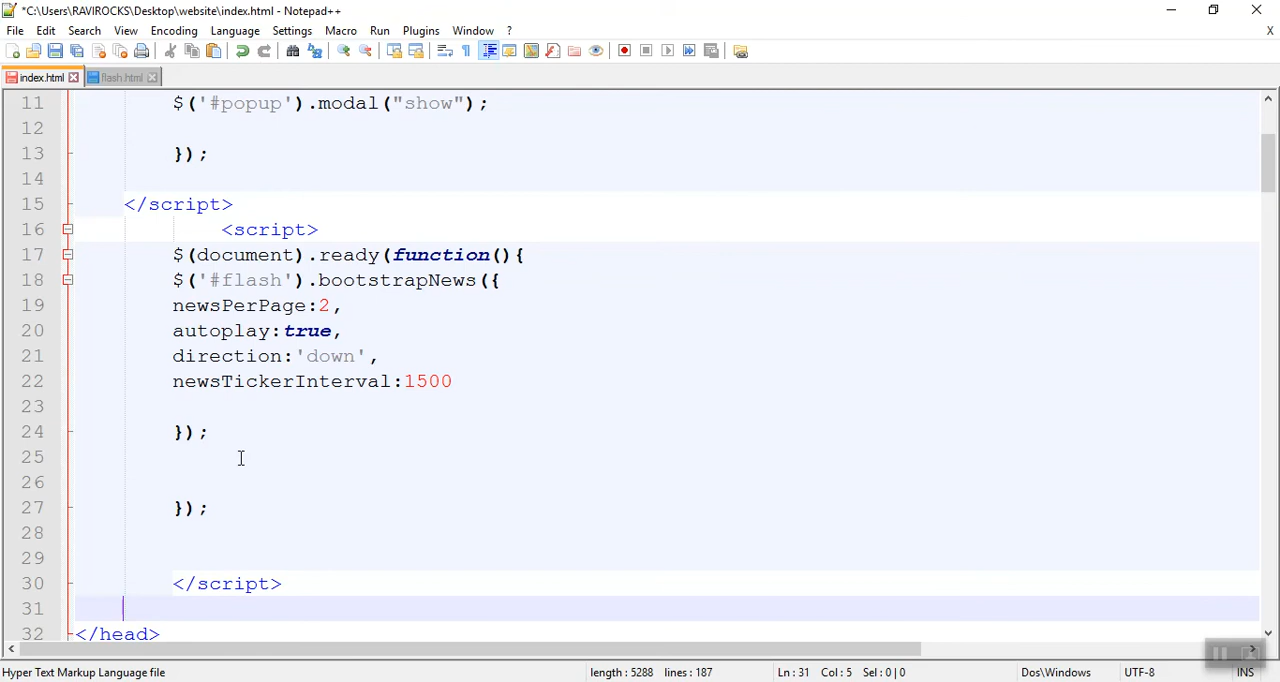 *C:\Users\RAVIROCKS\Desktop\website\index.html - Notepad++
File Edit Search View Encoding Language Settings Macro Run Plugins Window ? X
index.html flash.html
11 $('#popup').modal("show");
12
13 });
14
15 </script>
16 <script>
17 $(document).ready(function(){
18 $('#flash').bootstrapNews({
19 newsPerPage:2,
20 autoplay:true,
21 direction:'down',
22 newsTickerInterval:1500
23
24 });
25
26
27 });
28
29
30 </script>
31
32 </head>
Hyper Text Markup Language file length : 5288 lines : 187 Ln : 31 Col : 5 Sel : 0 | 0 Dos\Windows UTF-8 INS